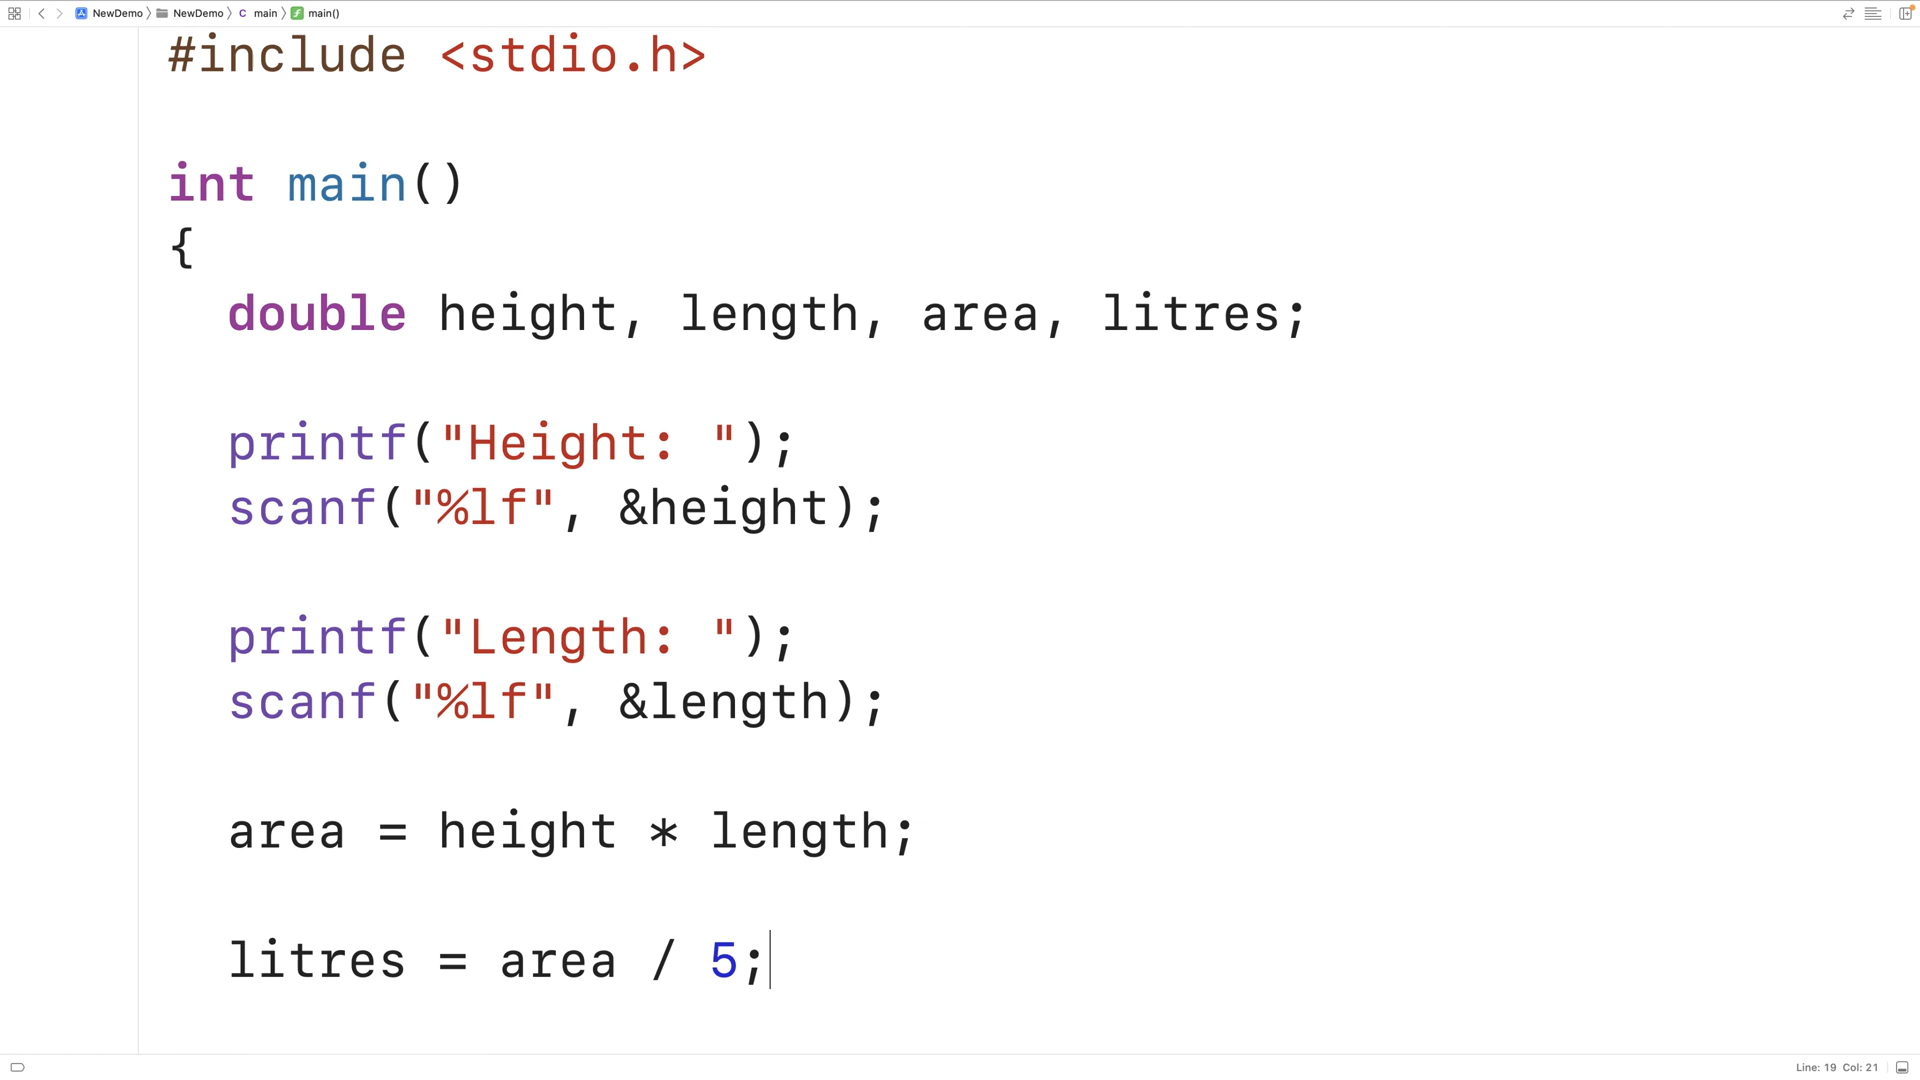 NewDemo NewDemo C main f main()
#include <stdio.h>
int main()
{
double height, length, area, litres;
printf("Height: ");
scanf("%lf", &height);
printf("Length: ");
scanf("%lf", &length);
area = height * length;
litres = area / 5;
Line: 19 Col: 21